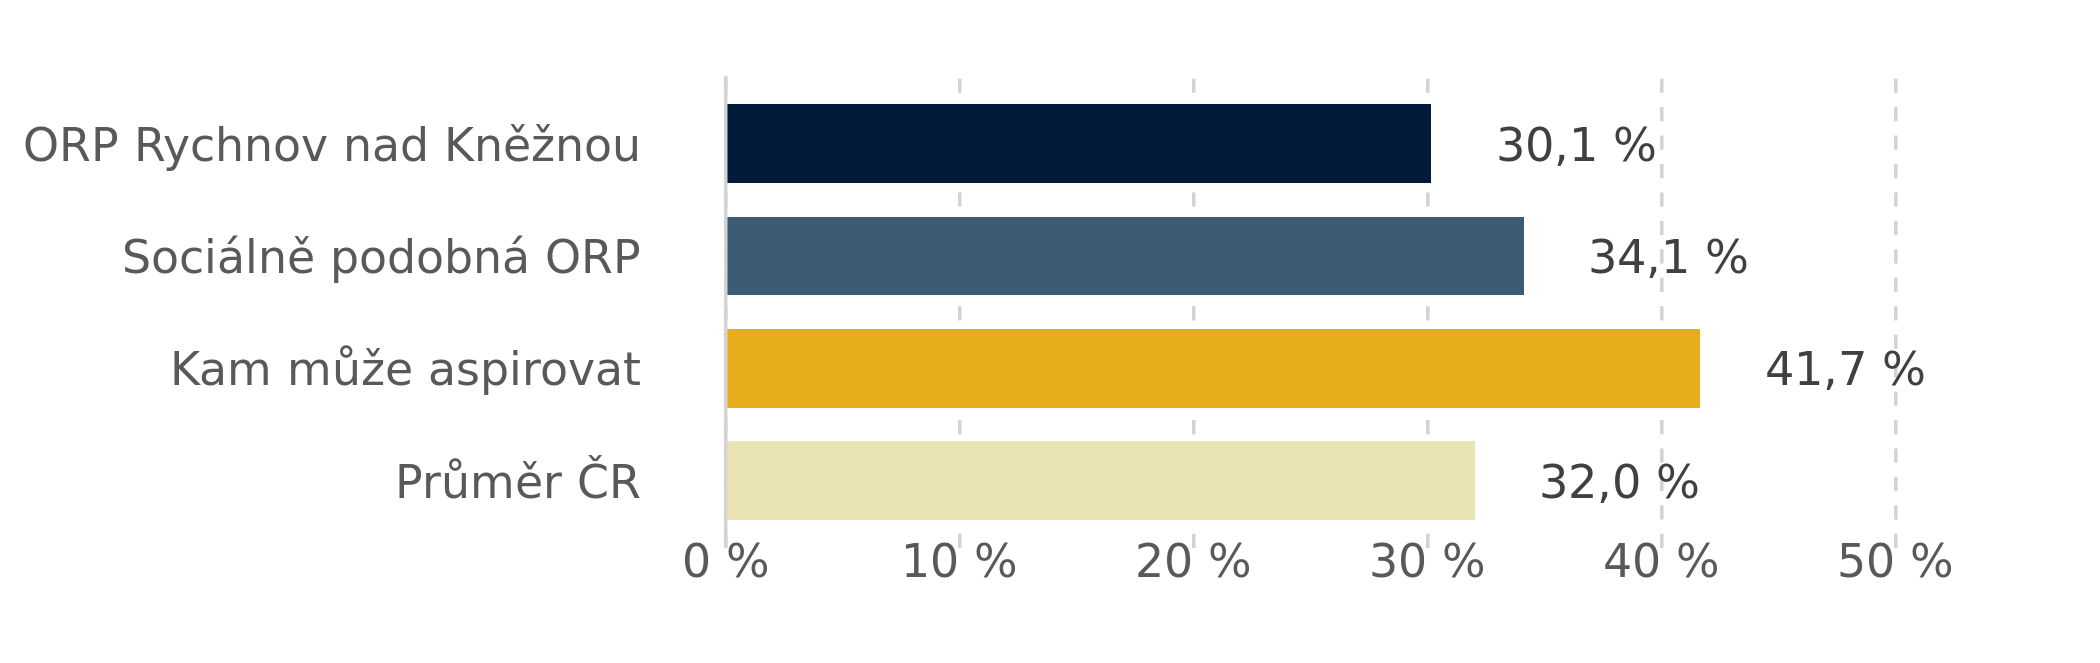 ORP Rychnov nad Kněžnou 30,1 %
Sociálně podobná ORP 34,1 %
Kam může aspirovat 41,7 %
Průměr ČR 32,0 %
0 % 10 % 20 % 30 % 40 % 50 %